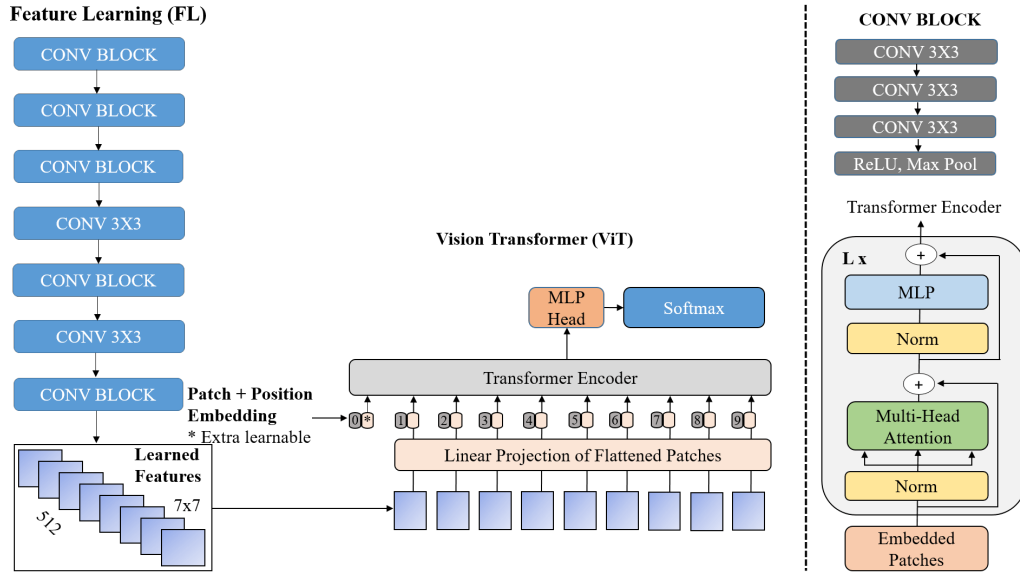 Feature Learning (FL)
CONV BLOCK
CONV BLOCK
CONV BLOCK
CONV 3X3
CONV BLOCK
CONV 3X3
CONV BLOCK
Learned
Features
512
7x7
Patch + Position
Embedding
* Extra learnable
Vision Transformer (ViT)
MLP
Head
Softmax
Transformer Encoder
0 * 1 2 3 4 5 6 7 8 9
Linear Projection of Flattened Patches
CONV BLOCK
CONV 3X3
CONV 3X3
CONV 3X3
ReLU, Max Pool
Transformer Encoder
L x
+
MLP
Norm
+
Multi-Head
Attention
Norm
Embedded
Patches